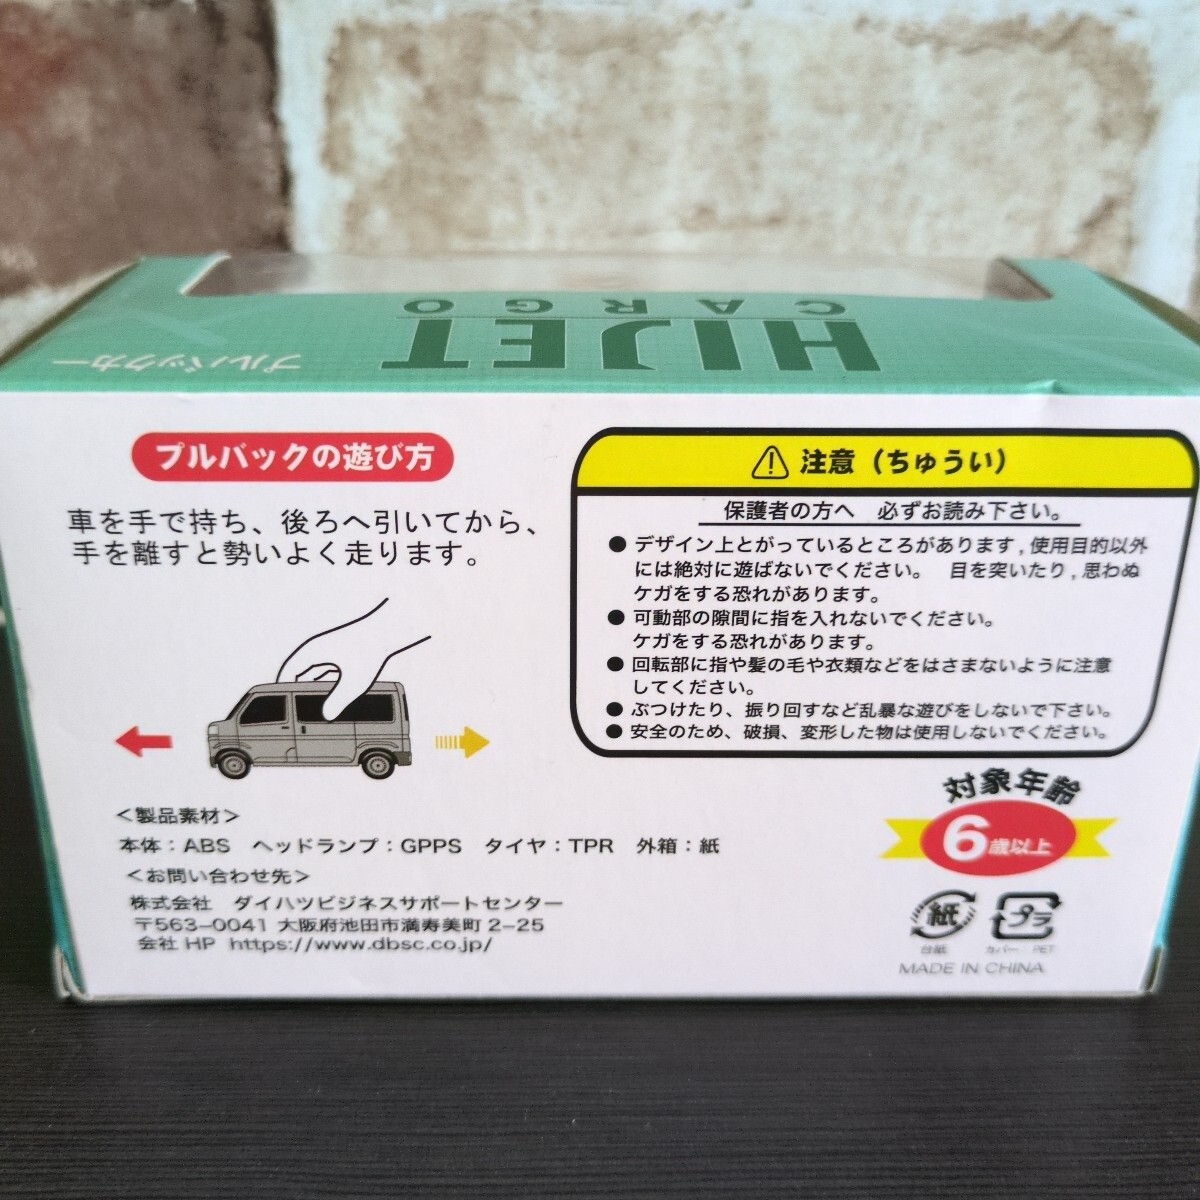 CARGO
HIJET
プルバックカー
プルバックの遊び方
車を手で持ち、後ろへ引いてから、
手を離すと勢いよく走ります。
注意（ちゅうい）
保護者の方へ　必ずお読み下さい。
● デザイン上とがっているところがあります,使用目的以外
には絶対に遊ばないでください。　目を突いたり,思わぬ
ケガをする恐れがあります。
● 可動部の隙間に指を入れないでください。
ケガをする恐れがあります。
● 回転部に指や髪の毛や衣類などをはさまないように注意
してください。
● ぶつけたり、振り回すなど乱暴な遊びをしないで下さい。
● 安全のため、破損、変形した物は使用しないでください。
＜製品素材＞
本体：ABS　ヘッドランプ：GPPS　タイヤ：TPR　外箱：紙
＜お問い合わせ先＞
株式会社　ダイハツビジネスサポートセンター
〒563-0041 大阪府池田市満寿美町 2-25
会社 HP https://www.dbsc.co.jp/
対象年齢
6歳以上
紙
プラ
台紙
カバー PET
MADE IN CHINA